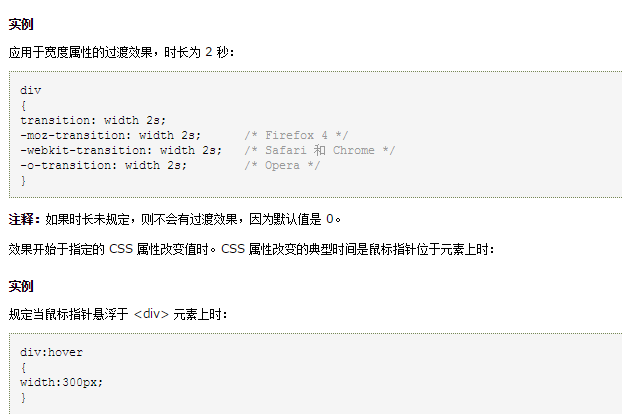 实例
应用于宽度属性的过渡效果，时长为 2 秒：
div
{
transition: width 2s;
-moz-transition: width 2s;      /* Firefox 4 */
-webkit-transition: width 2s;   /* Safari 和 Chrome */
-o-transition: width 2s;        /* Opera */
}
注释：如果时长未规定，则不会有过渡效果，因为默认值是 0。
效果开始于指定的 CSS 属性改变值时。CSS 属性改变的典型时间是鼠标指针位于元素上时：
实例
规定当鼠标指针悬浮于 <div> 元素上时：
div:hover
{
width:300px;
}